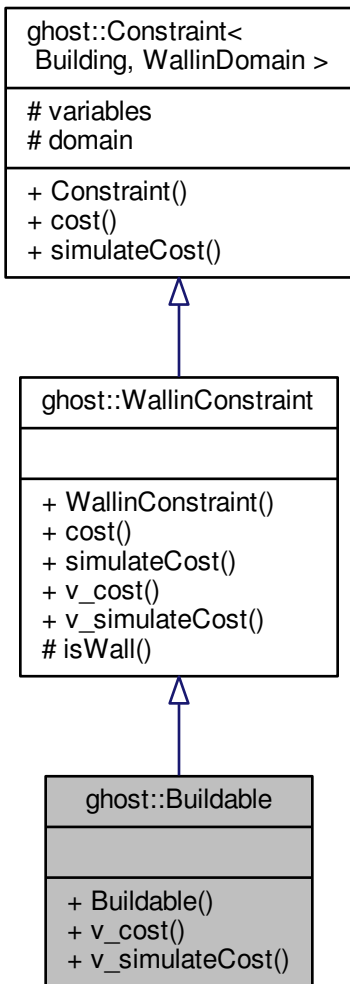 ghost::Constraint<
Building, WallinDomain >
# variables
# domain
+ Constraint()
+ cost()
+ simulateCost()
ghost::WallinConstraint
+ WallinConstraint()
+ cost()
+ simulateCost()
+ v_cost()
+ v_simulateCost()
# isWall()
ghost::Buildable
+ Buildable()
+ v_cost()
+ v_simulateCost()